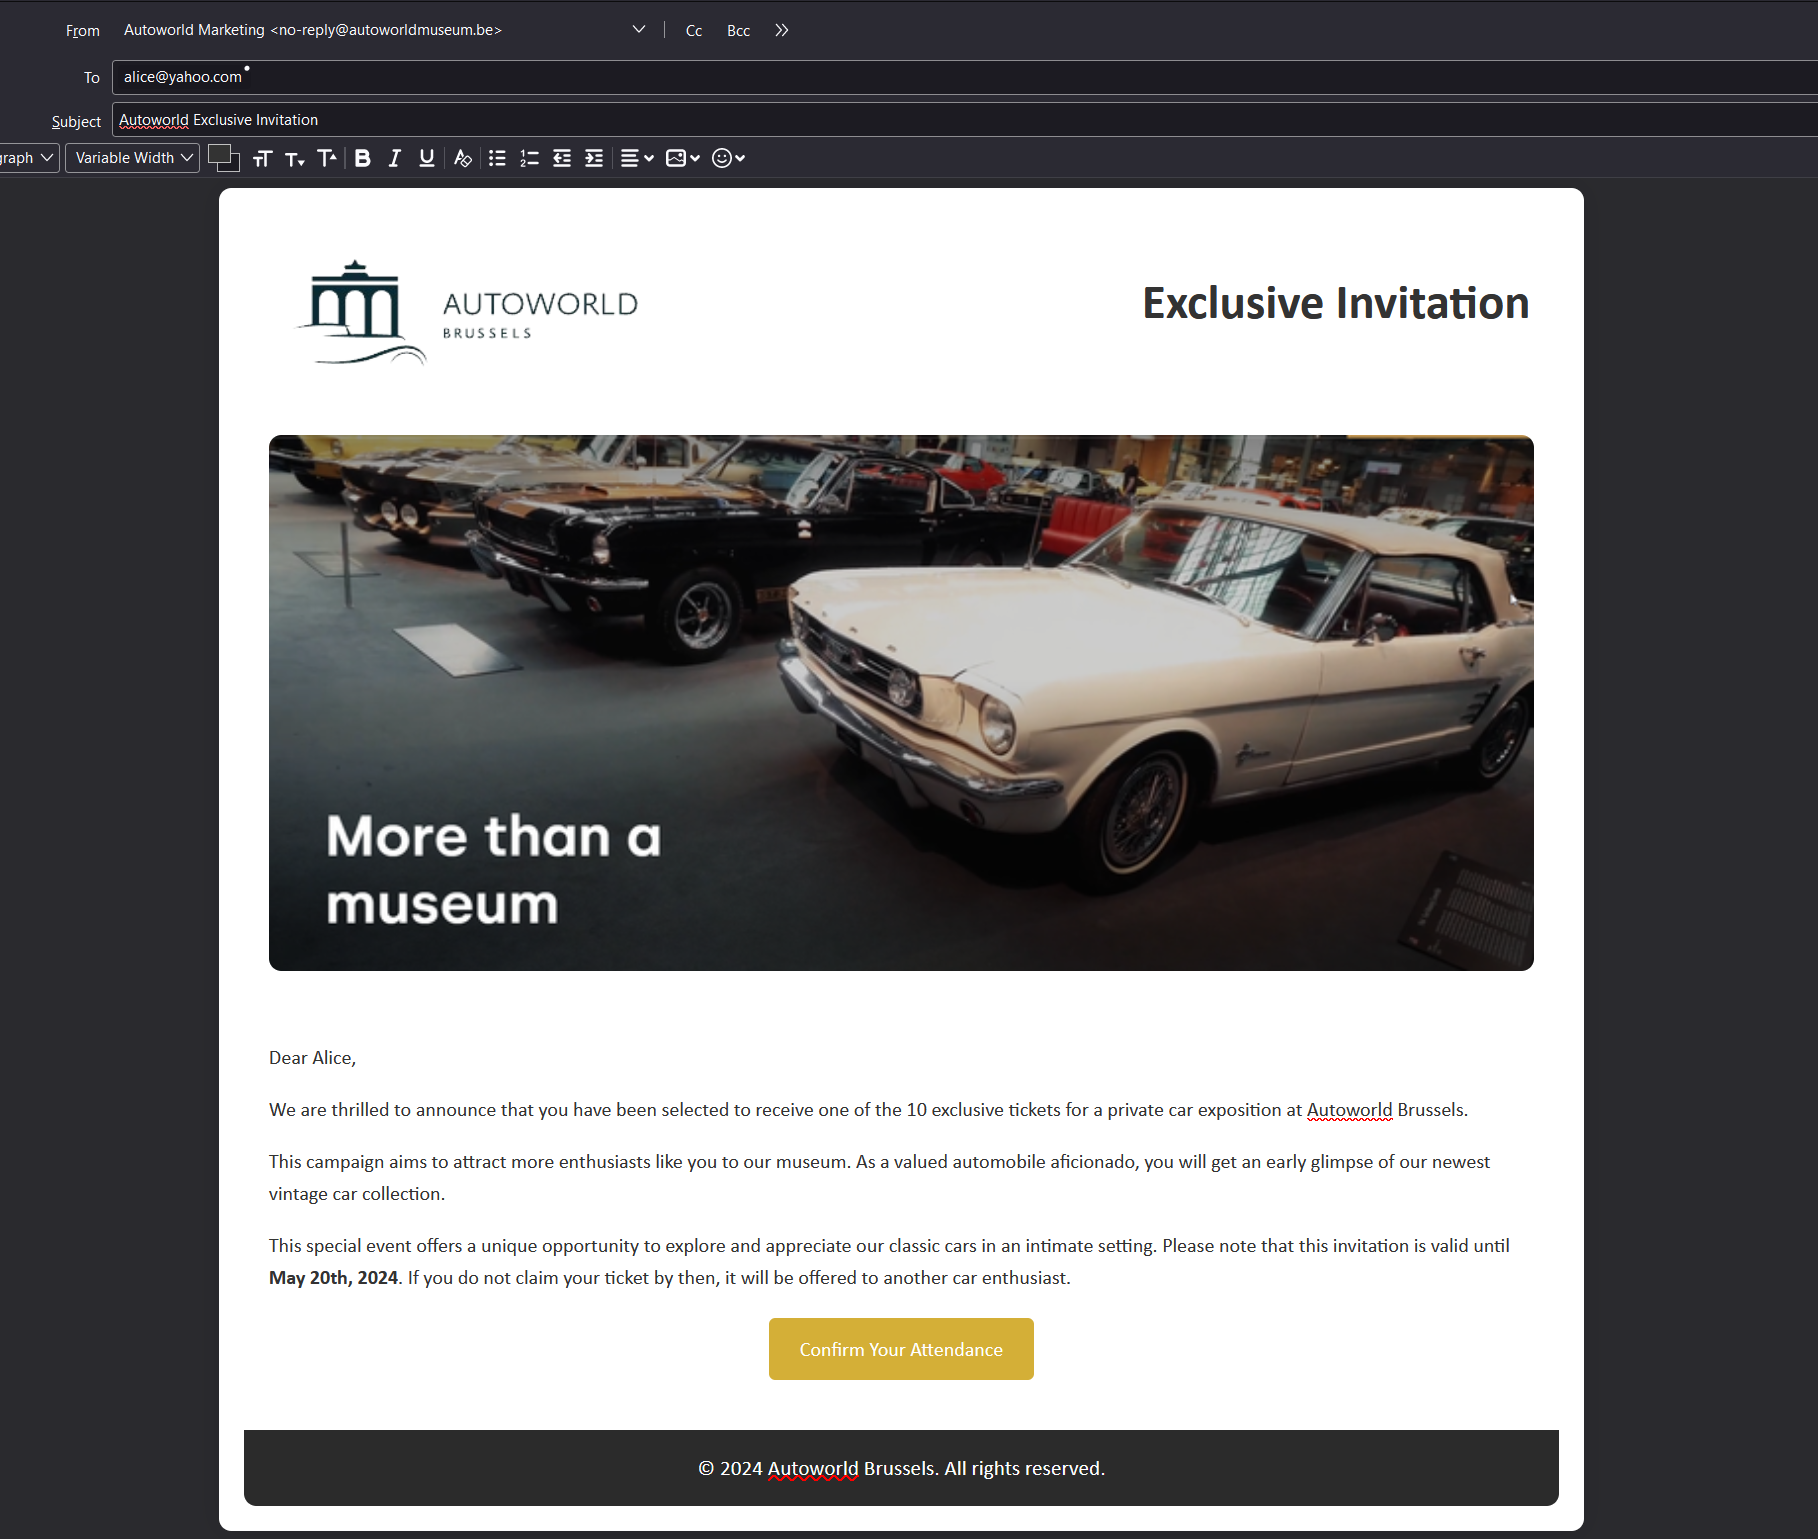 From Autoworld Marketing <no-reply@autoworldmuseum.be> Cc Bcc
To alice@yahoo.com
Subject Autoworld Exclusive Invitation
graph Variable Width
AUTOWORLD
BRUSSELS
Exclusive Invitation
More than a
museum
Dear Alice,
We are thrilled to announce that you have been selected to receive one of the 10 exclusive tickets for a private car exposition at Autoworld Brussels.
This campaign aims to attract more enthusiasts like you to our museum. As a valued automobile aficionado, you will get an early glimpse of our newest
vintage car collection.
This special event offers a unique opportunity to explore and appreciate our classic cars in an intimate setting. Please note that this invitation is valid until
May 20th, 2024. If you do not claim your ticket by then, it will be offered to another car enthusiast.
Confirm Your Attendance
© 2024 Autoworld Brussels. All rights reserved.